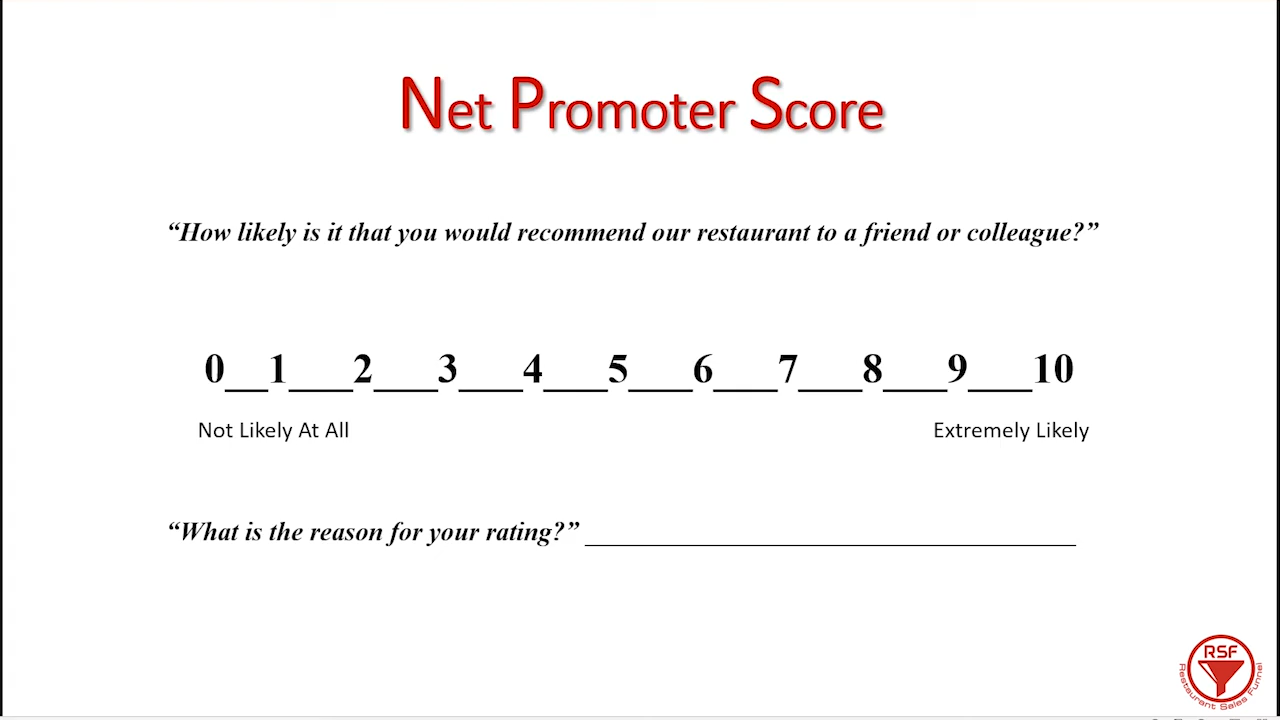 Net Promoter Score
“How likely is it that you would recommend our restaurant to a friend or colleague?”
0__1___2___3___4___5___6___7___8___9___10
Not Likely At All
Extremely Likely
“What is the reason for your rating?” ___________________________________
RSF
Restaurant Sales Funnel